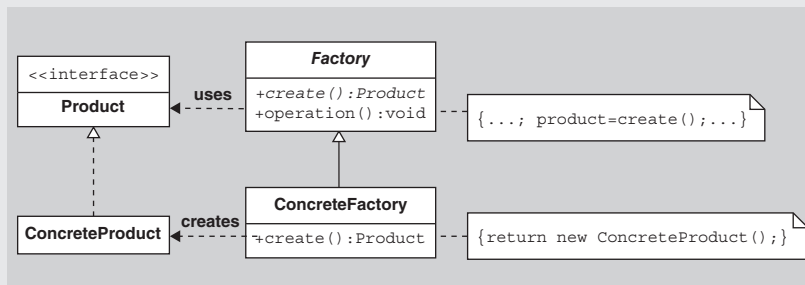 <<interface>>
Product
uses
Factory
+create():Product
+operation():void
{...; product=create();...}
ConcreteProduct
creates
ConcreteFactory
+create():Product
{return new ConcreteProduct();}